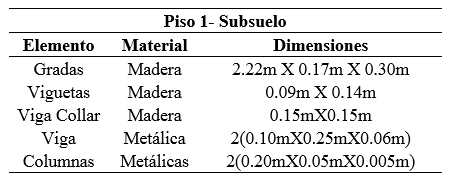 Piso 1- Subsuelo
Elemento Material Dimensiones
Gradas Madera 2.22m X 0.17m X 0.30m
Viguetas Madera 0.09m X 0.14m
Viga Collar Madera 0.15mX0.15m
Viga Metálica 2(0.10mX0.25mX0.06m)
Columnas Metálicas 2(0.20mX0.05mX0.005m)